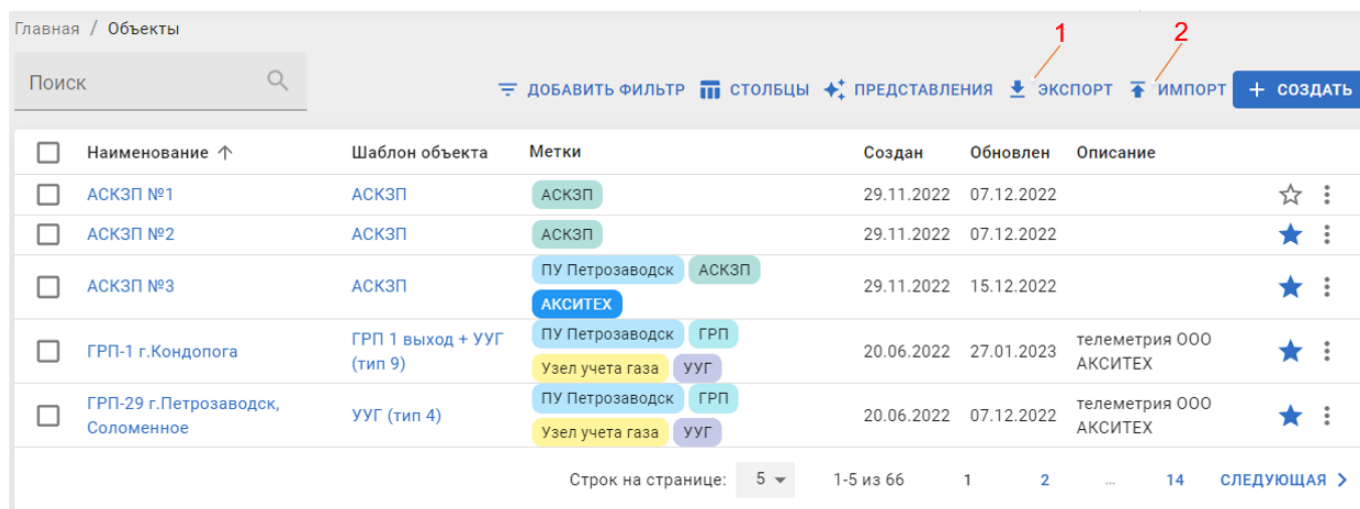 Главная / Объекты
1
2
Поиск
ДОБАВИТЬ ФИЛЬТР СТОЛБЦЫ ПРЕДСТАВЛЕНИЯ ЭКСПОРТ ИМПОРТ + СОЗДАТЬ
Наименование ↑ Шаблон объекта Метки Создан Обновлен Описание
АСКЗП №1 АСКЗП АСКЗП 29.11.2022 07.12.2022
АСКЗП №2 АСКЗП АСКЗП 29.11.2022 07.12.2022
АСКЗП №3 АСКЗП ПУ Петрозаводск АСКЗП 29.11.2022 15.12.2022
АКСИТЕХ
ГРП-1 г.Кондопога ГРП 1 выход + УУГ ПУ Петрозаводск ГРП 20.06.2022 27.01.2023 телеметрия ООО
(тип 9) Узел учета газа УУГ АКСИТЕХ
ГРП-29 г.Петрозаводск, УУГ (тип 4) ПУ Петрозаводск ГРП 20.06.2022 07.12.2022 телеметрия ООО
Соломенное Узел учета газа УУГ АКСИТЕХ
Строк на странице: 5 1-5 из 66 1 2 ... 14 СЛЕДУЮЩАЯ >